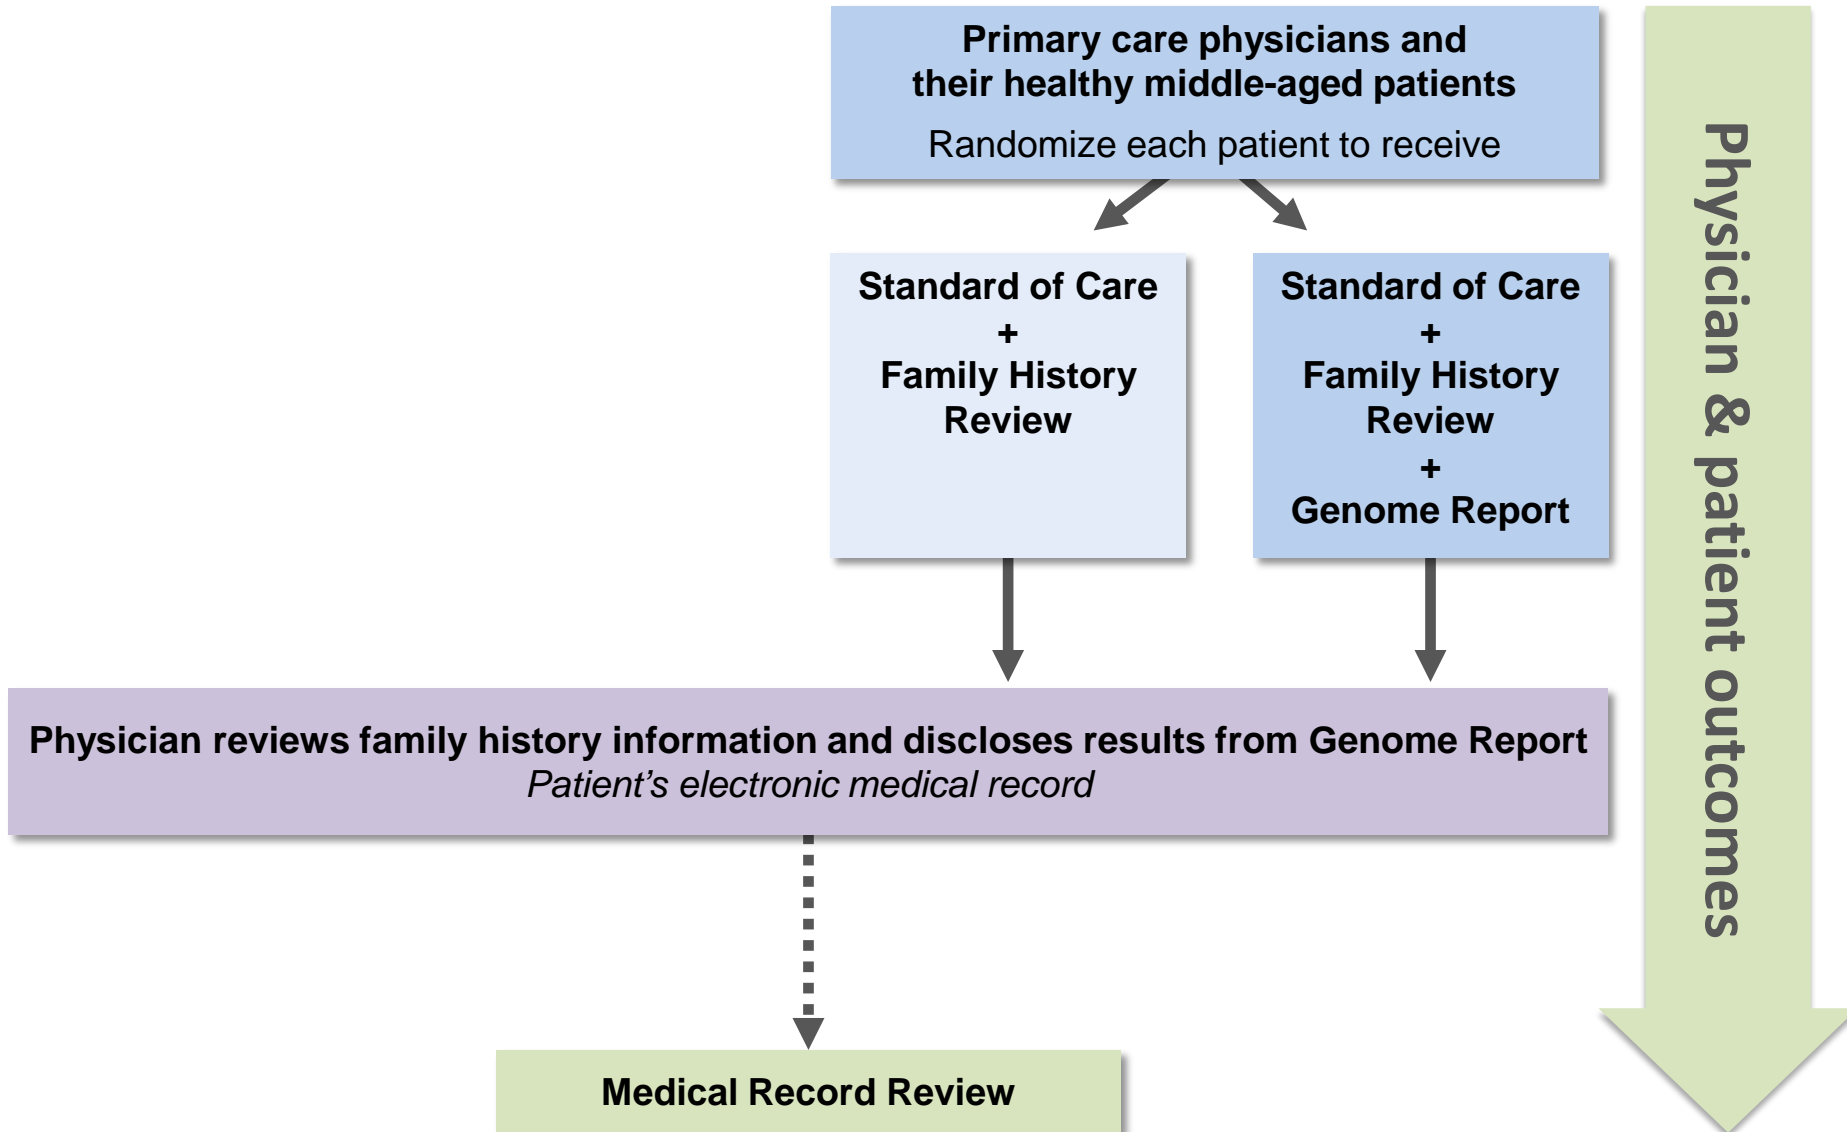 Primary care physicians and
their healthy middle-aged patients
Randomize each patient to receive
Standard of Care
+
Family History
Review
Standard of Care
+
Family History
Review
+
Genome Report
Physician reviews family history information and discloses results from Genome Report
Patient’s electronic medical record
Medical Record Review
Physician & patient outcomes